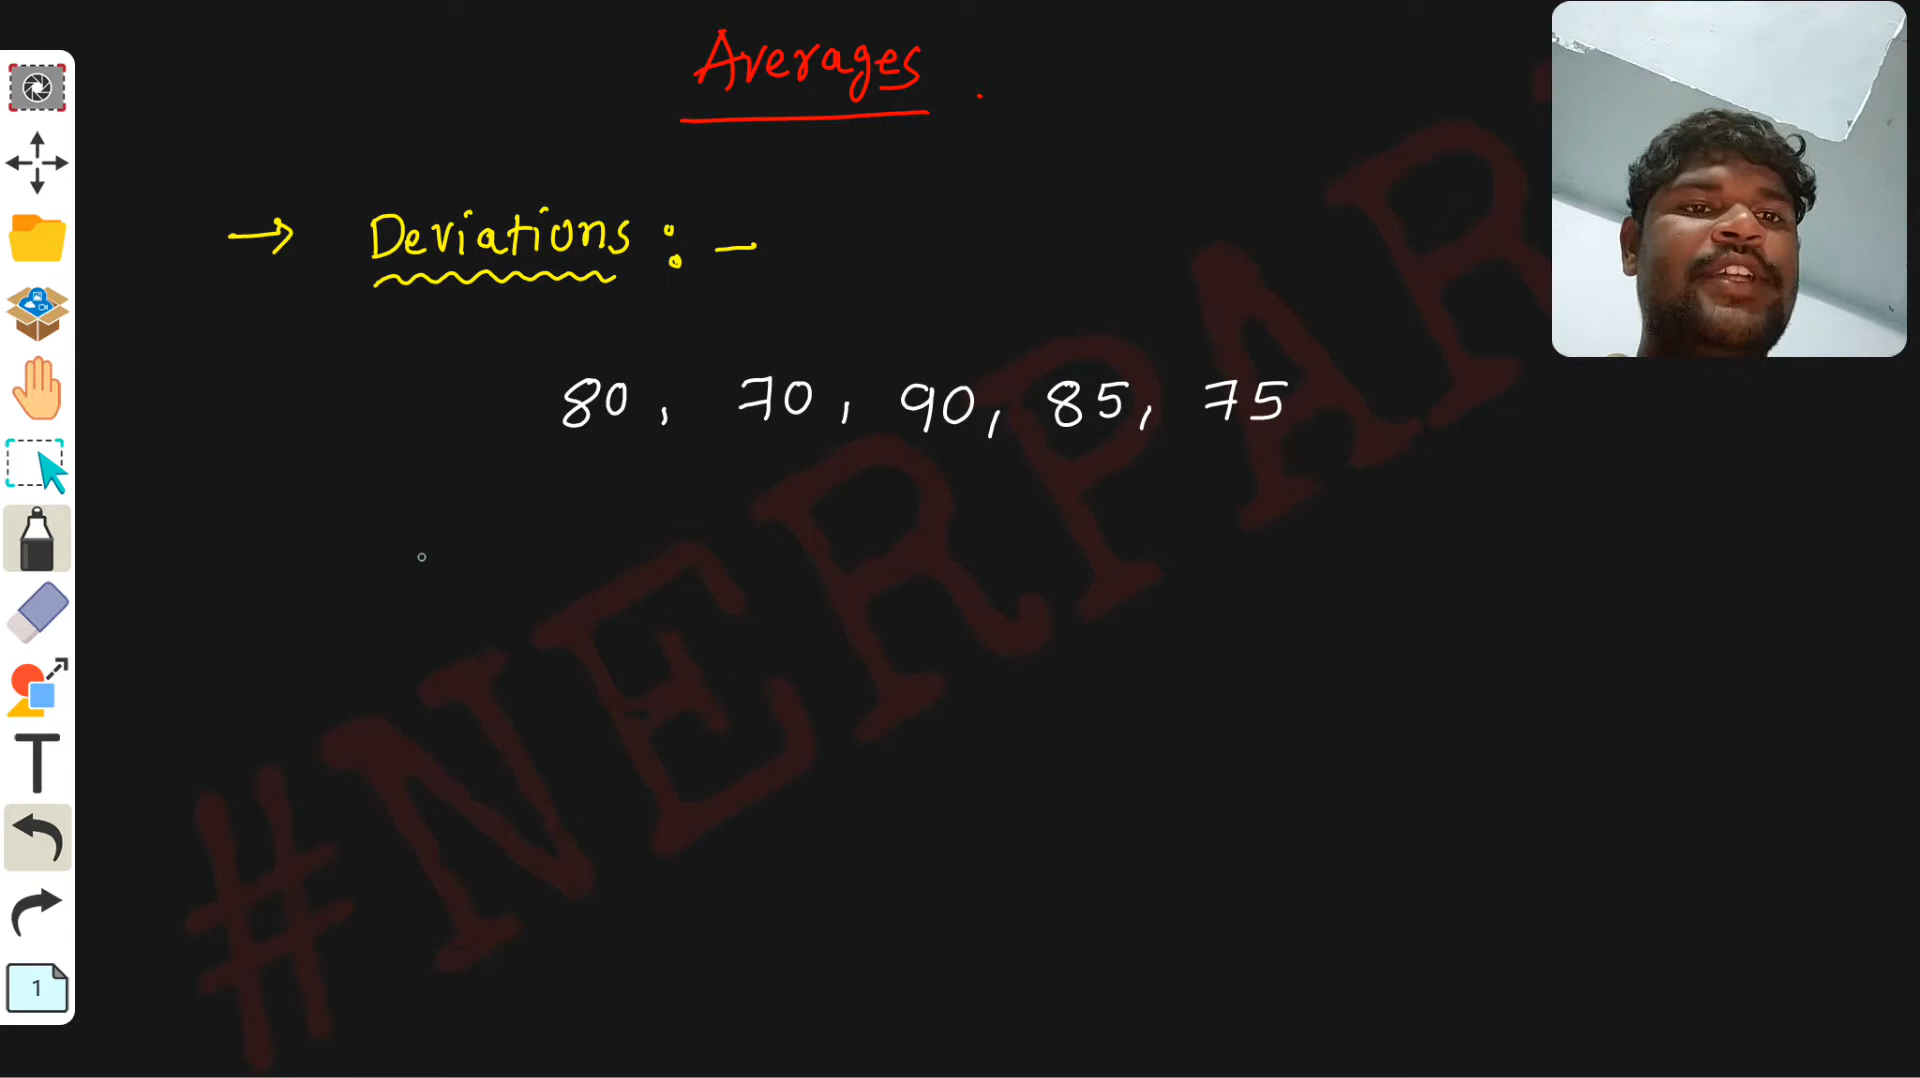 Averages .
→ Deviations : -
80, 70, 90, 85, 75
#NERPAR
T
1